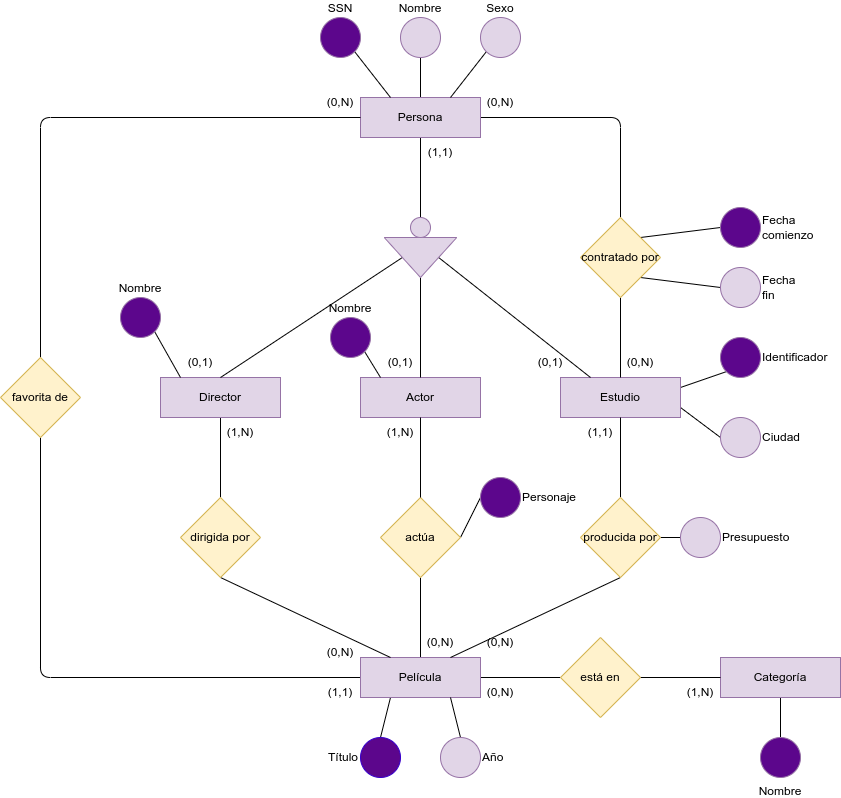 SSN
Nombre
Sexo
(0,N)
Persona
(0,N)
(1,1)
Fecha
comienzo
contratado por
Fecha
fin
Nombre
Nombre
(0,1)
(0,1)
(0,1)
(0,N)
Identificador
favorita de
Director
Actor
Estudio
(1,N)
(1,N)
(1,1)
Ciudad
Personaje
dirigida por
actúa
producida por
Presupuesto
(0,N)
(0,N)
(0,N)
Película
está en
Categoría
(1,1)
(0,N)
(1,N)
Título
Año
Nombre